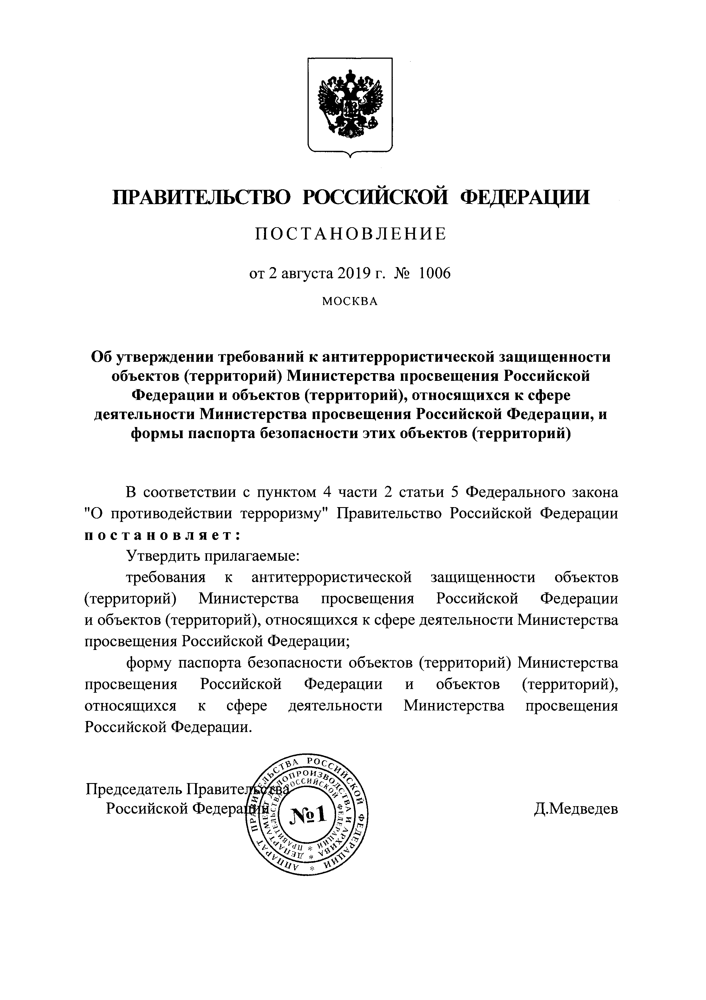 ПРАВИТЕЛЬСТВО РОССИЙСКОЙ ФЕДЕРАЦИИ
ПОСТАНОВЛЕНИЕ
от 2 августа 2019 г. № 1006
МОСКВА
Об утверждении требований к антитеррористической защищенности
объектов (территорий) Министерства просвещения Российской
Федерации и объектов (территорий), относящихся к сфере
деятельности Министерства просвещения Российской Федерации, и
формы паспорта безопасности этих объектов (территорий)
В соответствии с пунктом 4 части 2 статьи 5 Федерального закона
"О противодействии терроризму" Правительство Российской Федерации
постановляет:
Утвердить прилагаемые:
требования к антитеррористической защищенности объектов
(территорий) Министерства просвещения Российской Федерации
и объектов (территорий), относящихся к сфере деятельности Министерства
просвещения Российской Федерации;
форму паспорта безопасности объектов (территорий) Министерства
просвещения Российской Федерации и объектов (территорий),
относящихся к сфере деятельности Министерства просвещения
Российской Федерации.
Председатель Правительства
Российской Федерации
Д.Медведев
АППАРАТ ПРАВИТЕЛЬСТВА РОССИЙСКОЙ ФЕДЕРАЦИИ *
ДЕПАРТАМЕНТ ДЕЛОПРОИЗВОДСТВА И АРХИВА *
ПРАВИТЕЛЬСТВА РОССИЙСКОЙ ФЕДЕРАЦИИ *
№1